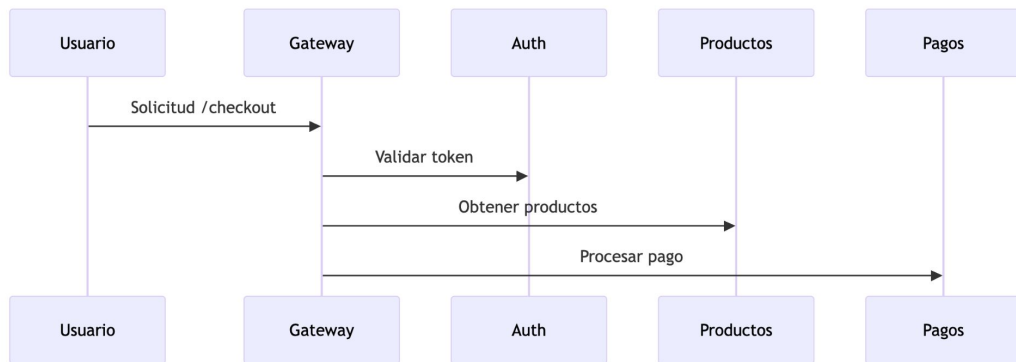 Usuario
Gateway
Auth
Productos
Pagos
Solicitud /checkout
Validar token
Obtener productos
Procesar pago
Usuario
Gateway
Auth
Productos
Pagos